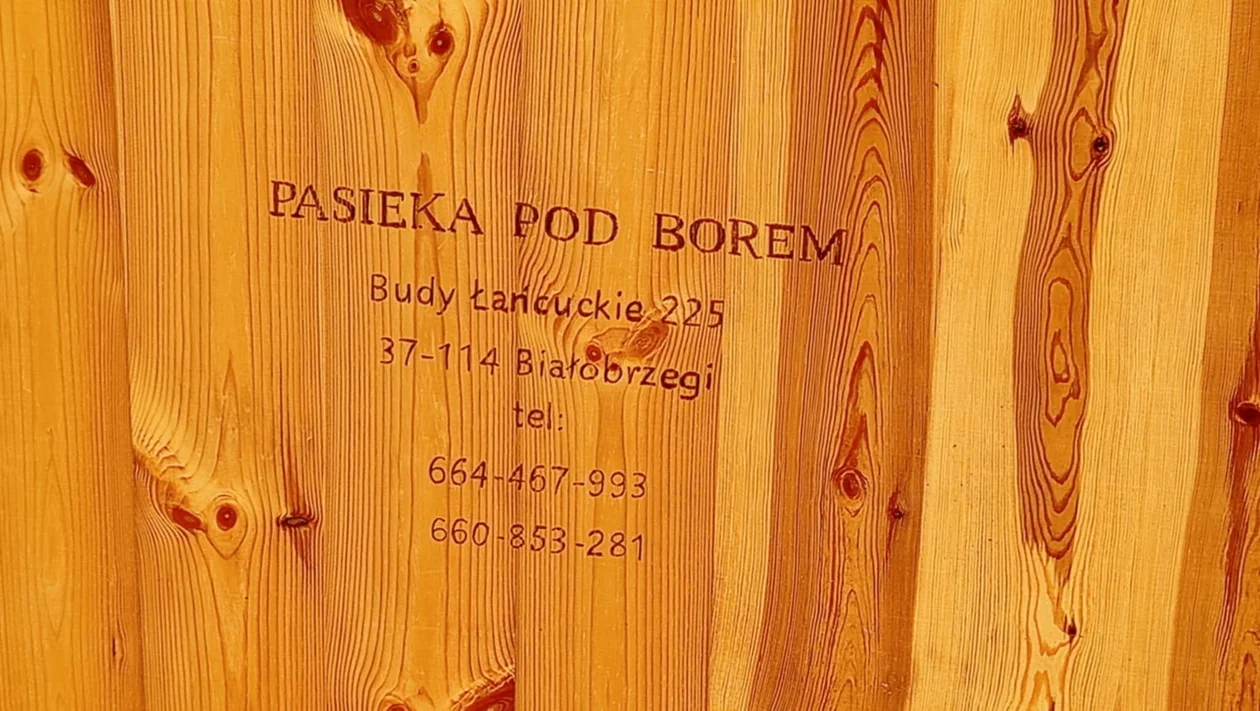 PASIEKA POD BOREM
Budy Łańcuckie 225
37-114 Białobrzegi
tel:
664-467-993
660-853-281